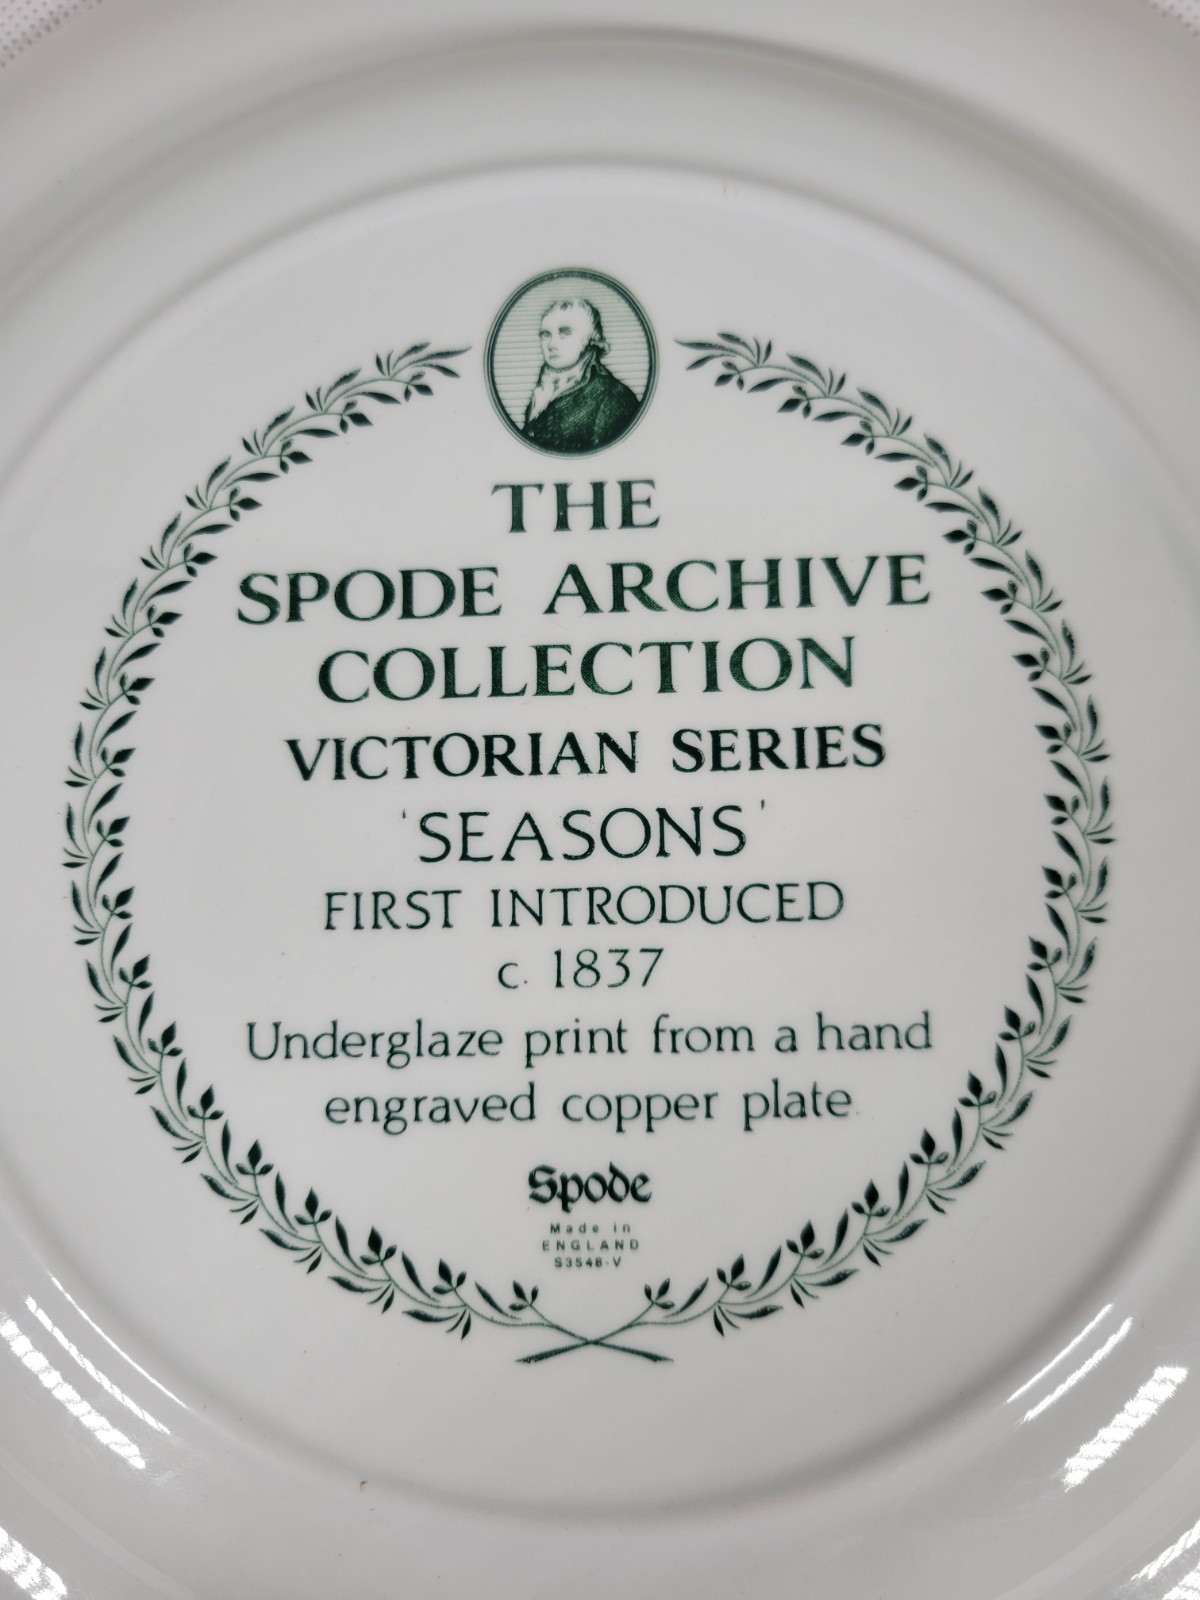 THE
SPODE ARCHIVE
COLLECTION
VICTORIAN SERIES
'SEASONS'
FIRST INTRODUCED
c. 1837
Underglaze print from a hand
engraved copper plate.
Spode
Made in
ENGLAND
S3548-V